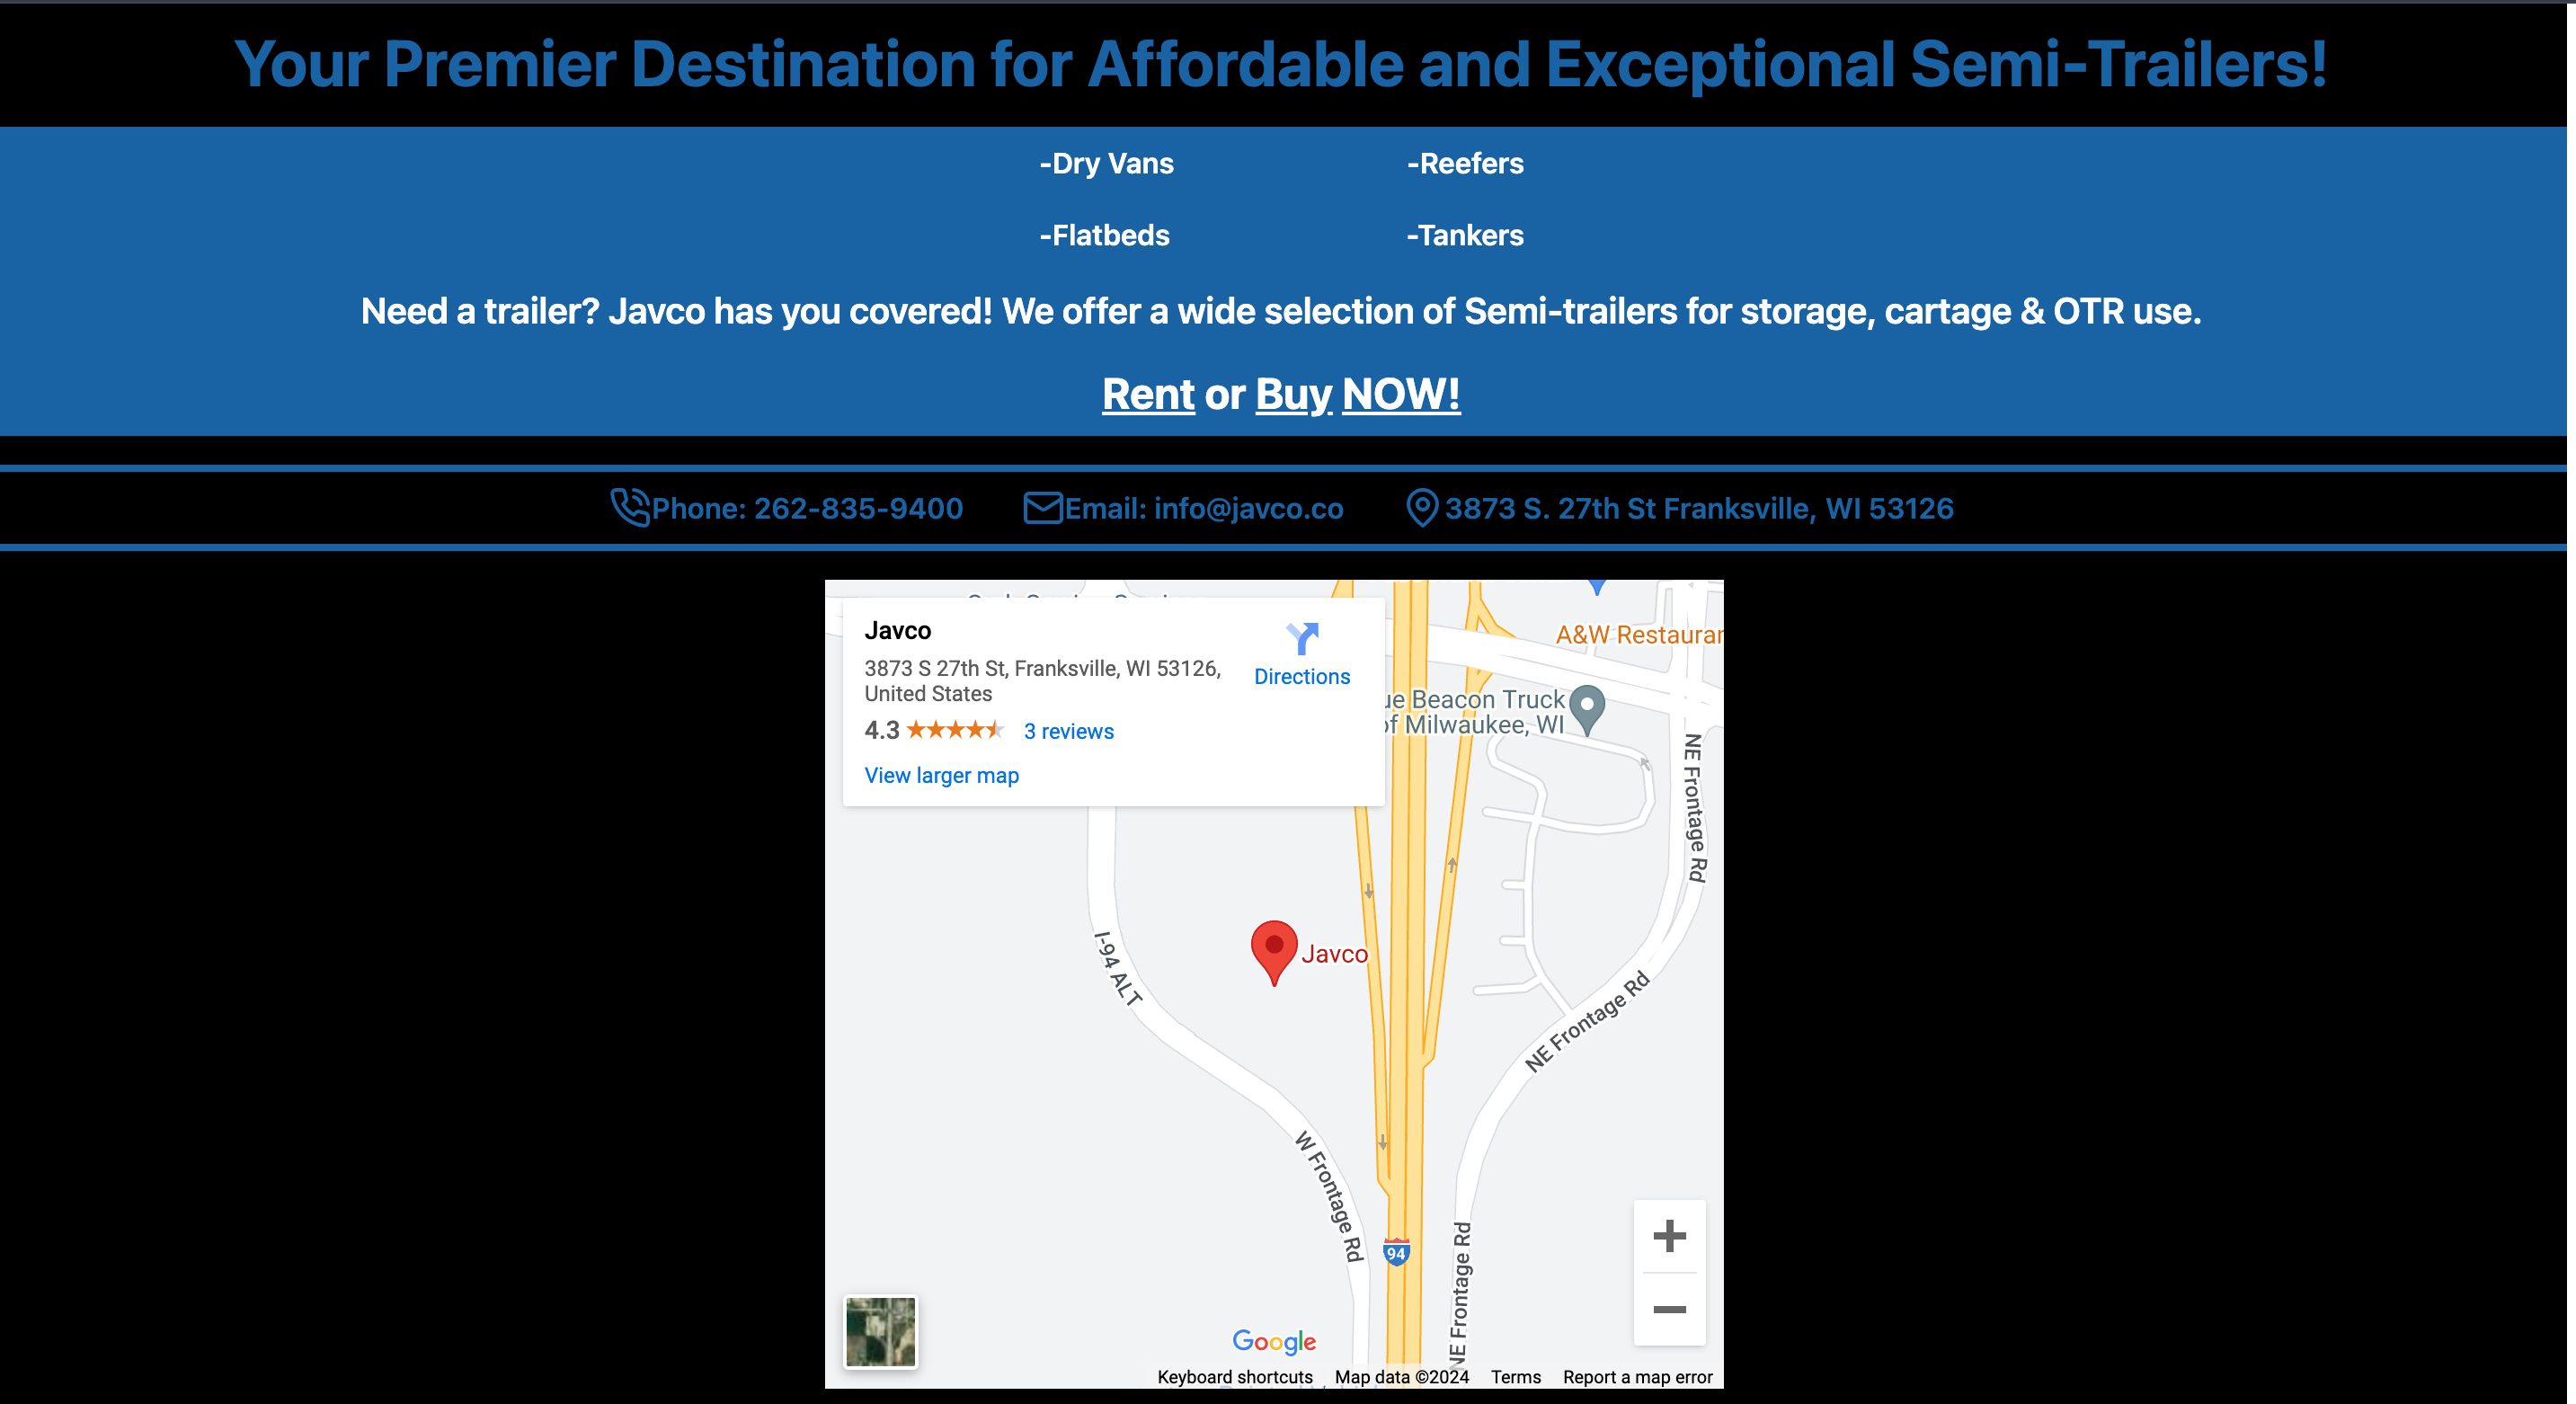 Your Premier Destination for Affordable and Exceptional Semi-Trailers!
-Dry Vans -Reefers
-Flatbeds -Tankers
Need a trailer? Javco has you covered! We offer a wide selection of Semi-trailers for storage, cartage & OTR use.
Rent or Buy NOW!
Phone: 262-835-9400 Email: info@javco.co 3873 S. 27th St Franksville, WI 53126
Javco
3873 S 27th St, Franksville, WI 53126,
United States
Directions
4.3 3 reviews
View larger map
A&W Restaurar
ue Beacon Truck
of Milwaukee, WI
NE Frontage Rd
Javco
I-94 ALT
NE Frontage Rd
W Frontage Rd
94
NE Frontage Rd
Google
Keyboard shortcuts Map data ©2024 Terms Report a map error